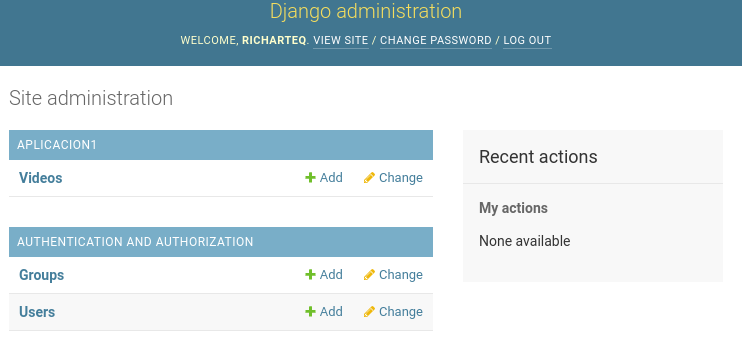 Django administration
WELCOME, RICHARTEQ. VIEW SITE / CHANGE PASSWORD / LOG OUT
Site administration
APLICACION1
Videos Add Change
AUTHENTICATION AND AUTHORIZATION
Groups Add Change
Users Add Change
Recent actions
My actions
None available